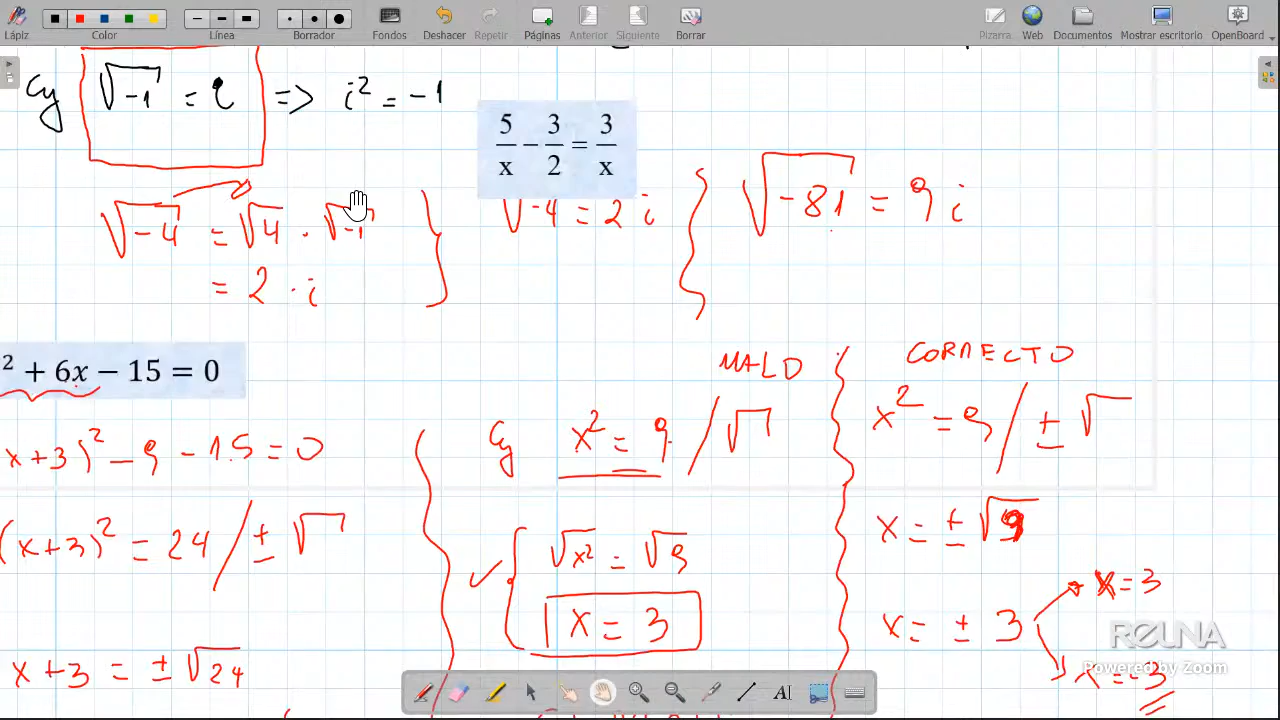 Lápiz Color Línea Borrador Fondos Deshacer Repetir Páginas Anterior Siguiente Borrar Pizarra Web Documentos Mostrar escritorio OpenBoard
Cy √-1 = i => i² = -1
5/x - 3/2 = 3/x
√-4 = √4 · √-1
= 2 · i
√-4 = 2i
√-81 = 9i
² + 6x − 15 = 0
x+3)² - 9 - 15 = 0
(x+3)² = 24 / ± √
x+3 = ±√24
MALO
x² = 9 / √
√x² = √9
x = 3
CORRECTO
x² = 9 / ± √
x = ± √9
x = ± 3
x = 3
x = -3
REUNA
Powered by Zoom